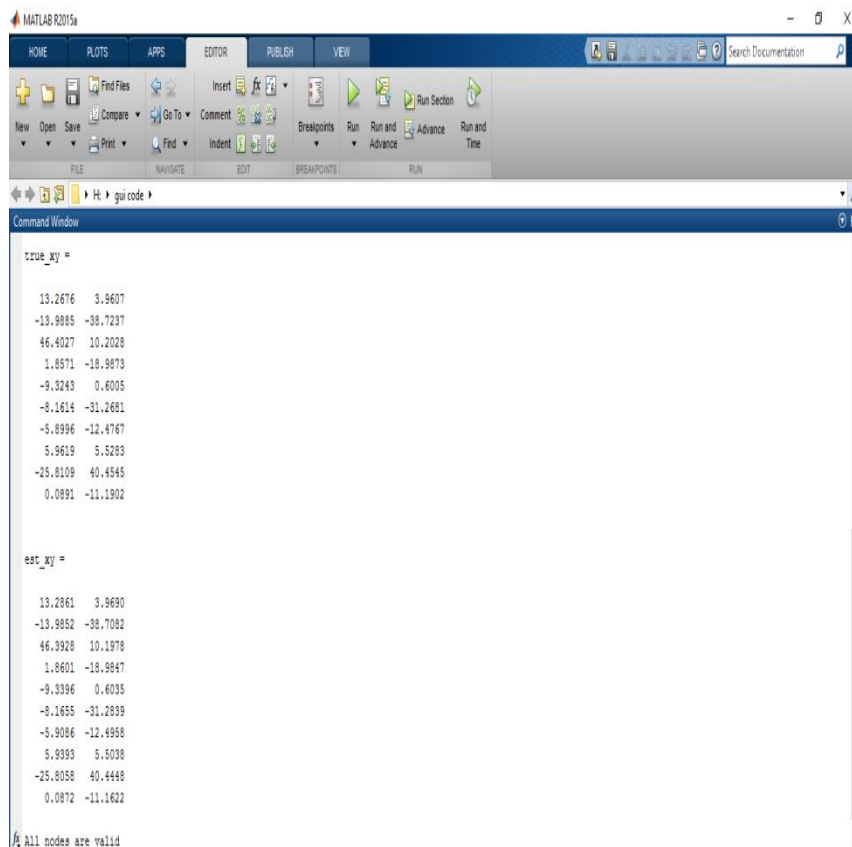 MATLAB R2015a
HOME PLOTS APPS EDITOR PUBLISH VIEW
Search Documentation
New Open Save
Find Files
Compare
Print
Go To
Find
Insert
Comment
Indent
Breakpoints
Run
Run and Advance
Run Section
Advance
Run and Time
FILE NAVIGATE EDIT BREAKPOINTS RUN
H: gui code
Command Window
true_xy =
13.2676 3.9607
-13.9885 -38.7237
46.4027 10.2028
1.8571 -18.9873
-9.3243 0.6005
-8.1614 -31.2681
-5.8996 -12.4767
5.9619 5.5283
-25.8109 40.4545
0.0891 -11.1902
est_xy =
13.2861 3.9690
-13.9852 -38.7082
46.3928 10.1978
1.8601 -18.9847
-9.3396 0.6035
-8.1655 -31.2839
-5.9086 -12.4958
5.9393 5.5038
-25.8058 40.4448
0.0872 -11.1622
fx All nodes are valid